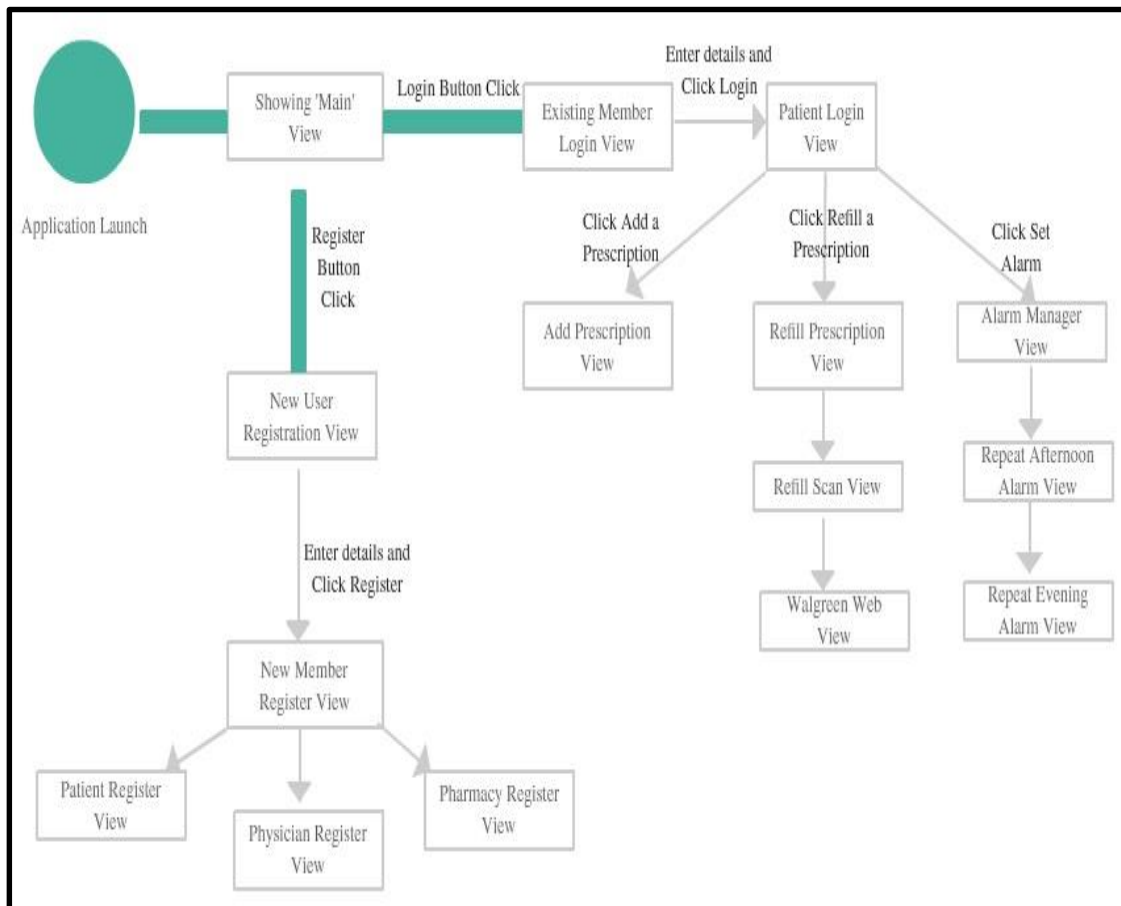 Application Launch
Showing 'Main'
View
Login Button Click
Existing Member
Login View
Enter details and
Click Login
Patient Login
View
Click Add a
Prescription
Click Refill a
Prescription
Click Set
Alarm
Add Prescription
View
Refill Prescription
View
Alarm Manager
View
Refill Scan View
Repeat Afternoon
Alarm View
Walgreen Web
View
Repeat Evening
Alarm View
Register
Button
Click
New User
Registration View
Enter details and
Click Register
New Member
Register View
Patient Register
View
Physician Register
View
Pharmacy Register
View